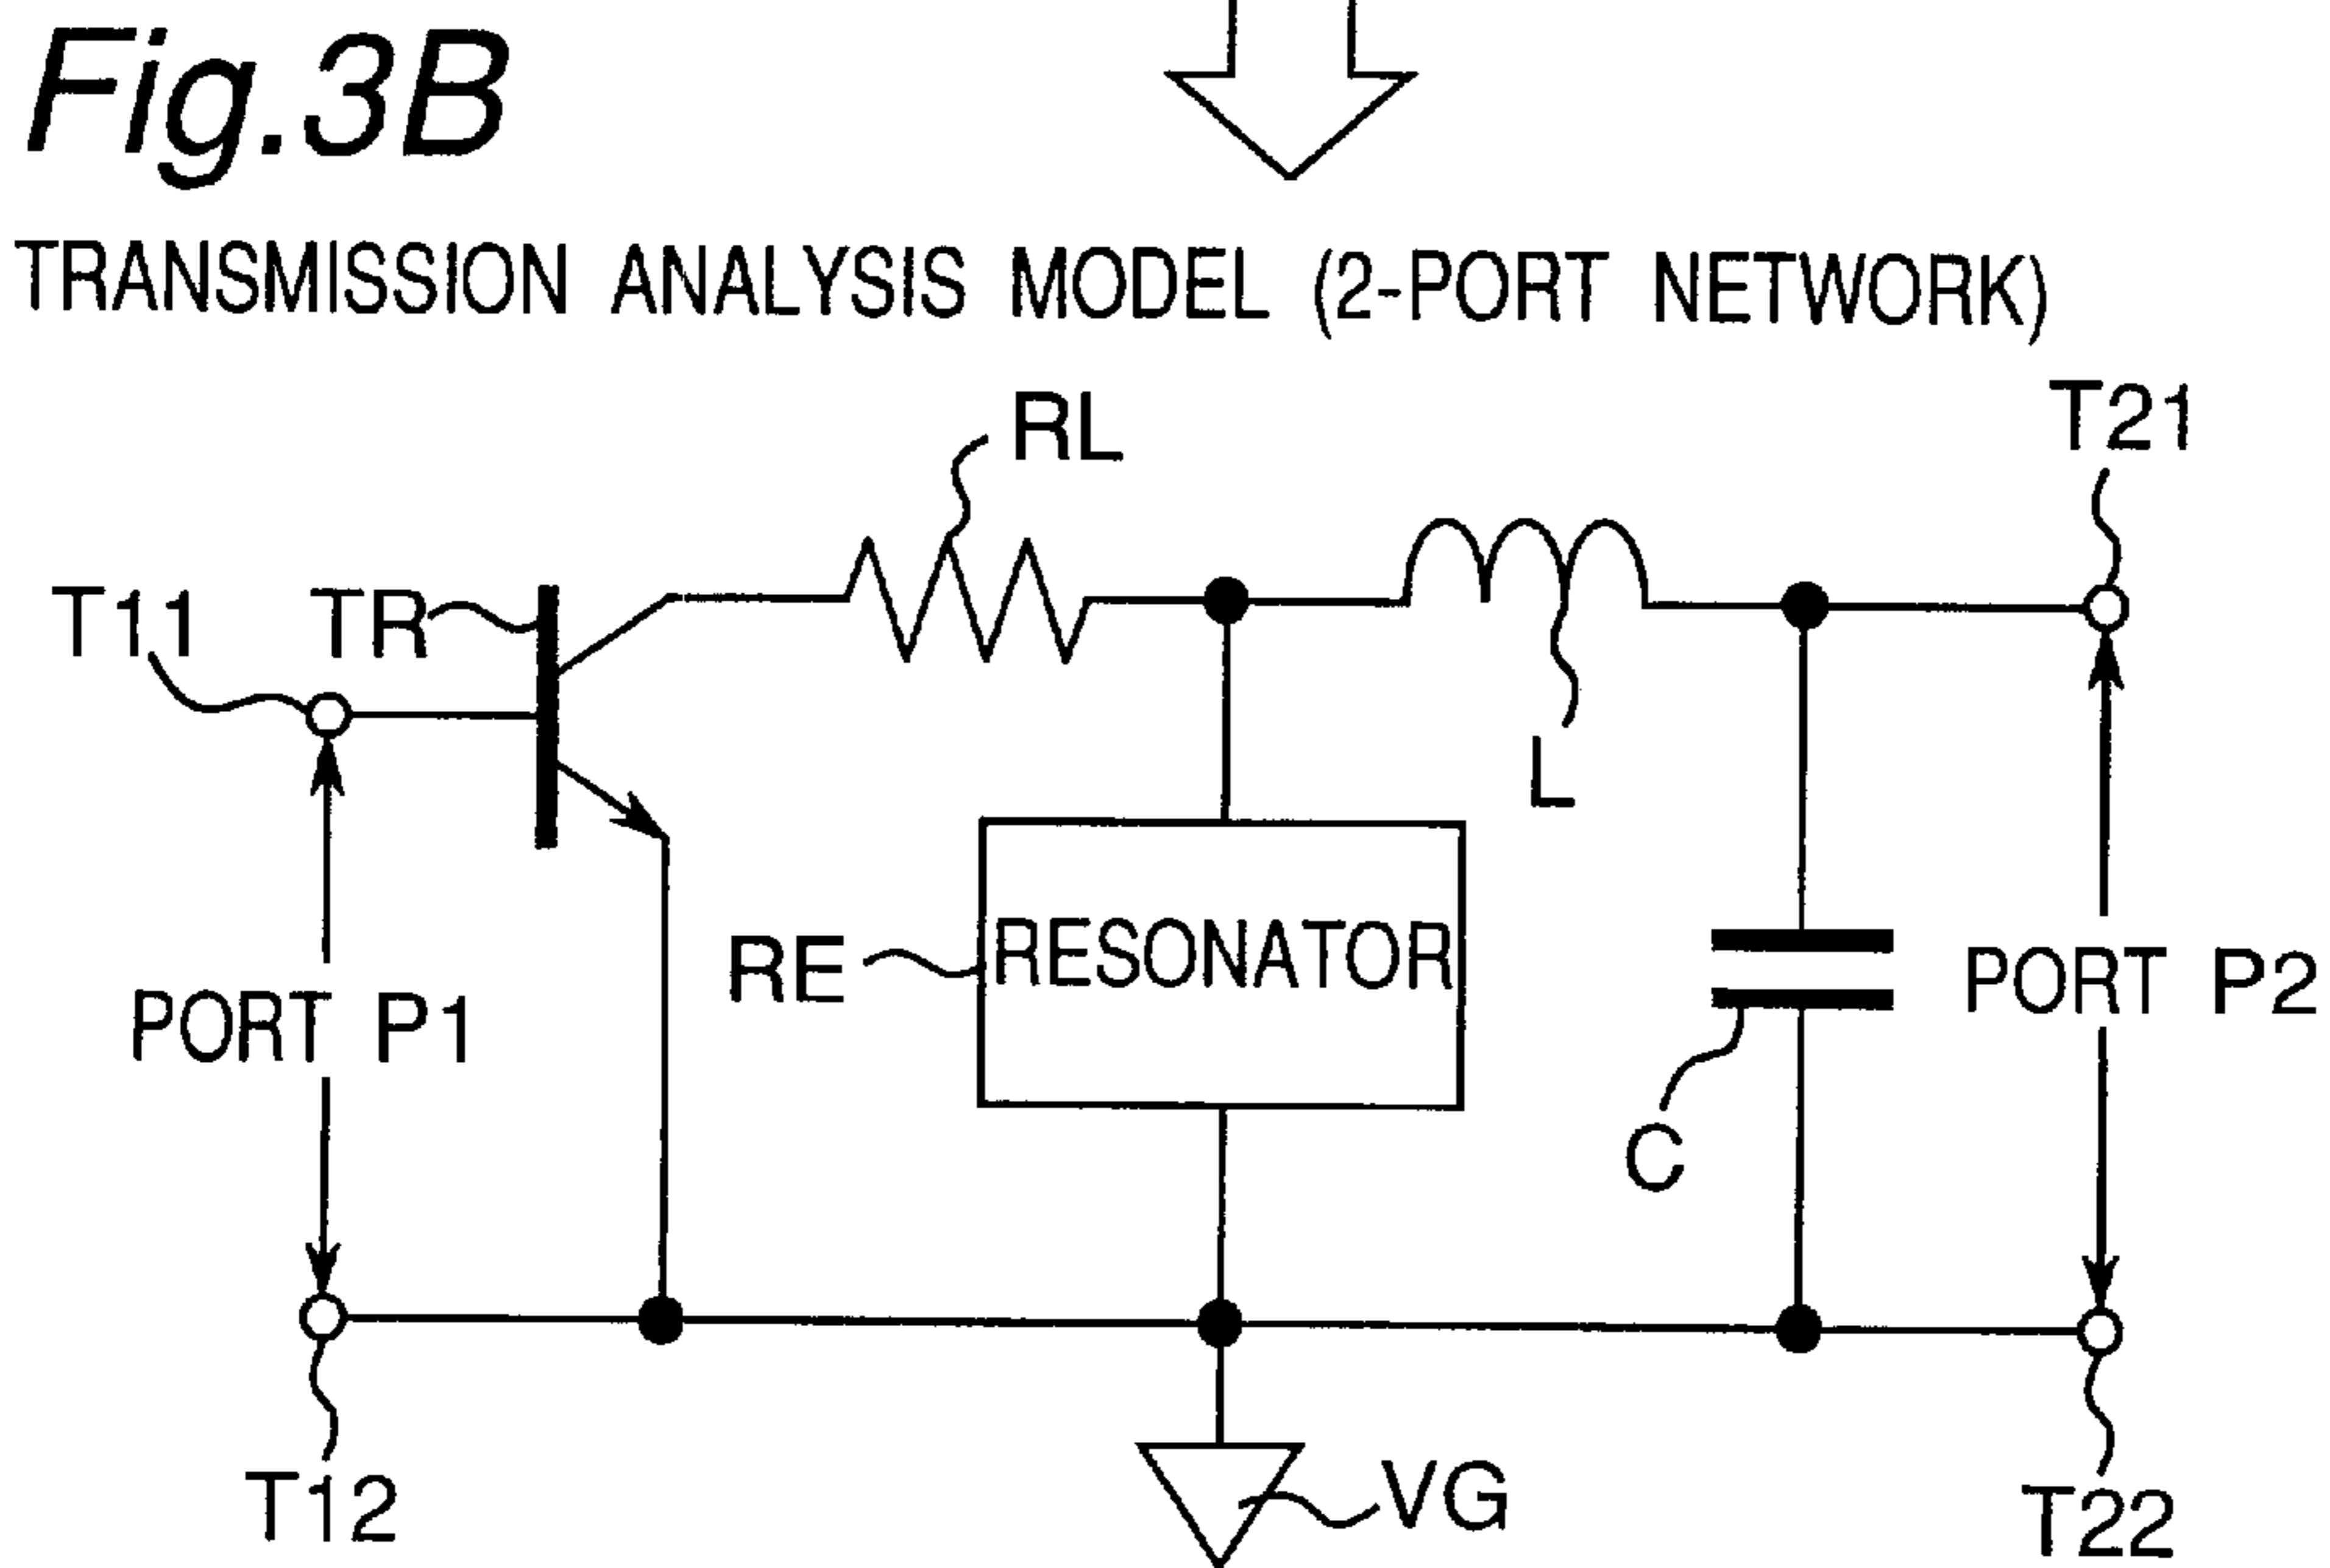 Fig.3B
TRANSMISSION ANALYSIS MODEL (2-PORT NETWORK)
RL
T21
T11
TR
L
RE
RESONATOR
PORT P1
PORT P2
C
T12
VG
T22